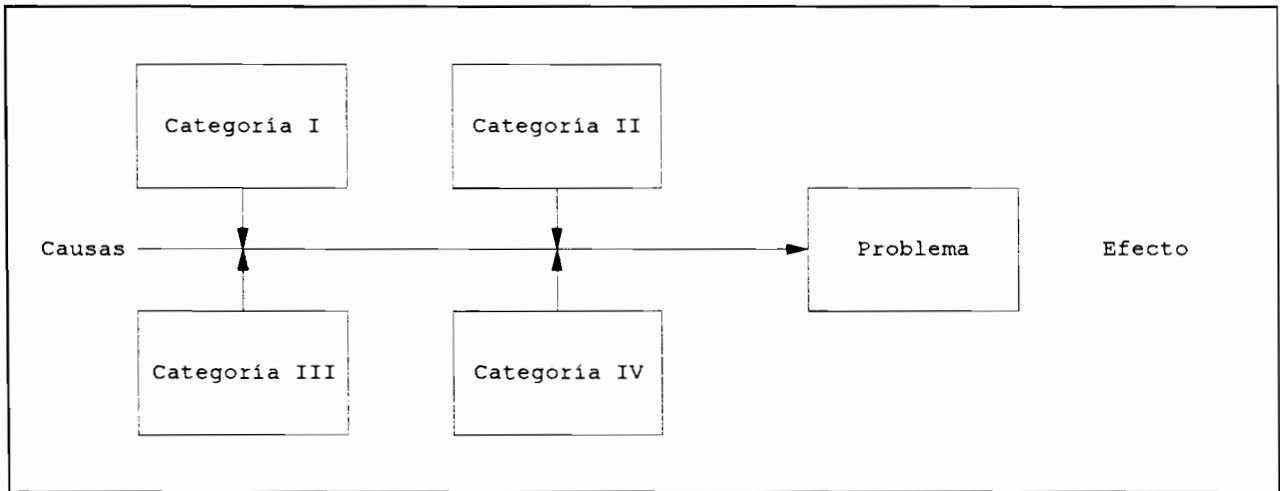 Categoría I
Categoría II
Causas
Problema
Efecto
Categoría III
Categoría IV